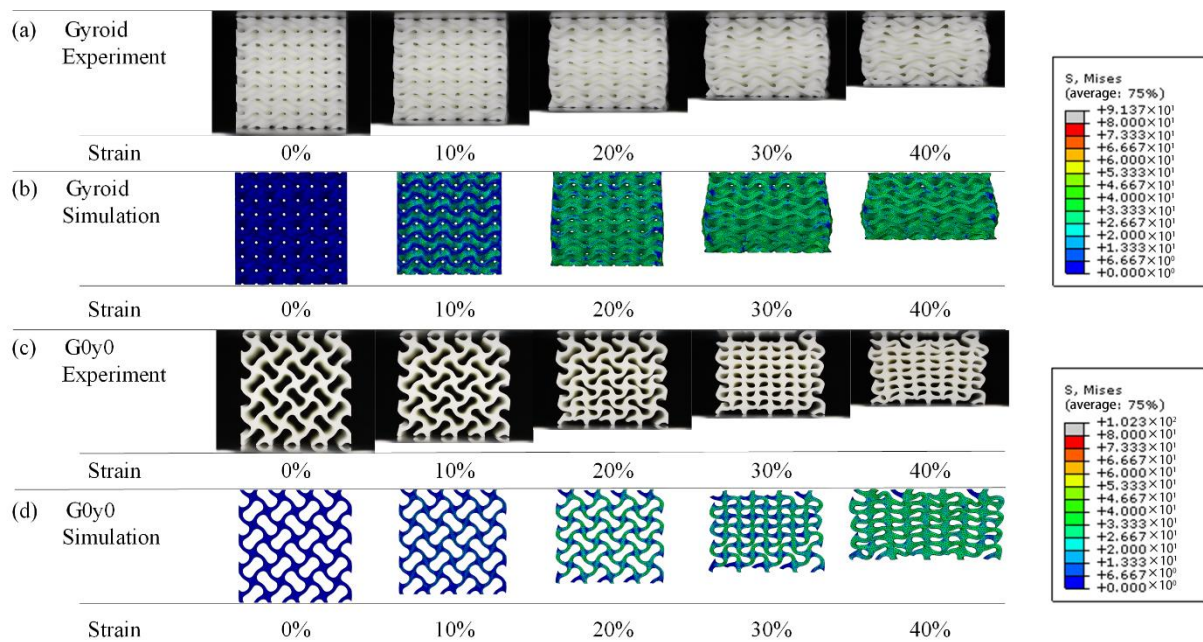 (a) Gyroid
Experiment
Strain 0% 10% 20% 30% 40%
(b) Gyroid
Simulation
Strain 0% 10% 20% 30% 40%
(c) G0y0
Experiment
Strain 0% 10% 20% 30% 40%
(d) G0y0
Simulation
Strain 0% 10% 20% 30% 40%
S, Mises
(average: 75%)
+9.137×10¹
+8.000×10¹
+7.333×10¹
+6.667×10¹
+6.000×10¹
+5.333×10¹
+4.667×10¹
+4.000×10¹
+3.333×10¹
+2.667×10¹
+2.000×10¹
+1.333×10¹
+6.667×10⁰
+0.000×10⁰
S, Mises
(average: 75%)
+1.023×10²
+8.000×10¹
+7.333×10¹
+6.667×10¹
+6.000×10¹
+5.333×10¹
+4.667×10¹
+4.000×10¹
+3.333×10¹
+2.667×10¹
+2.000×10¹
+1.333×10¹
+6.667×10⁰
+0.000×10⁰